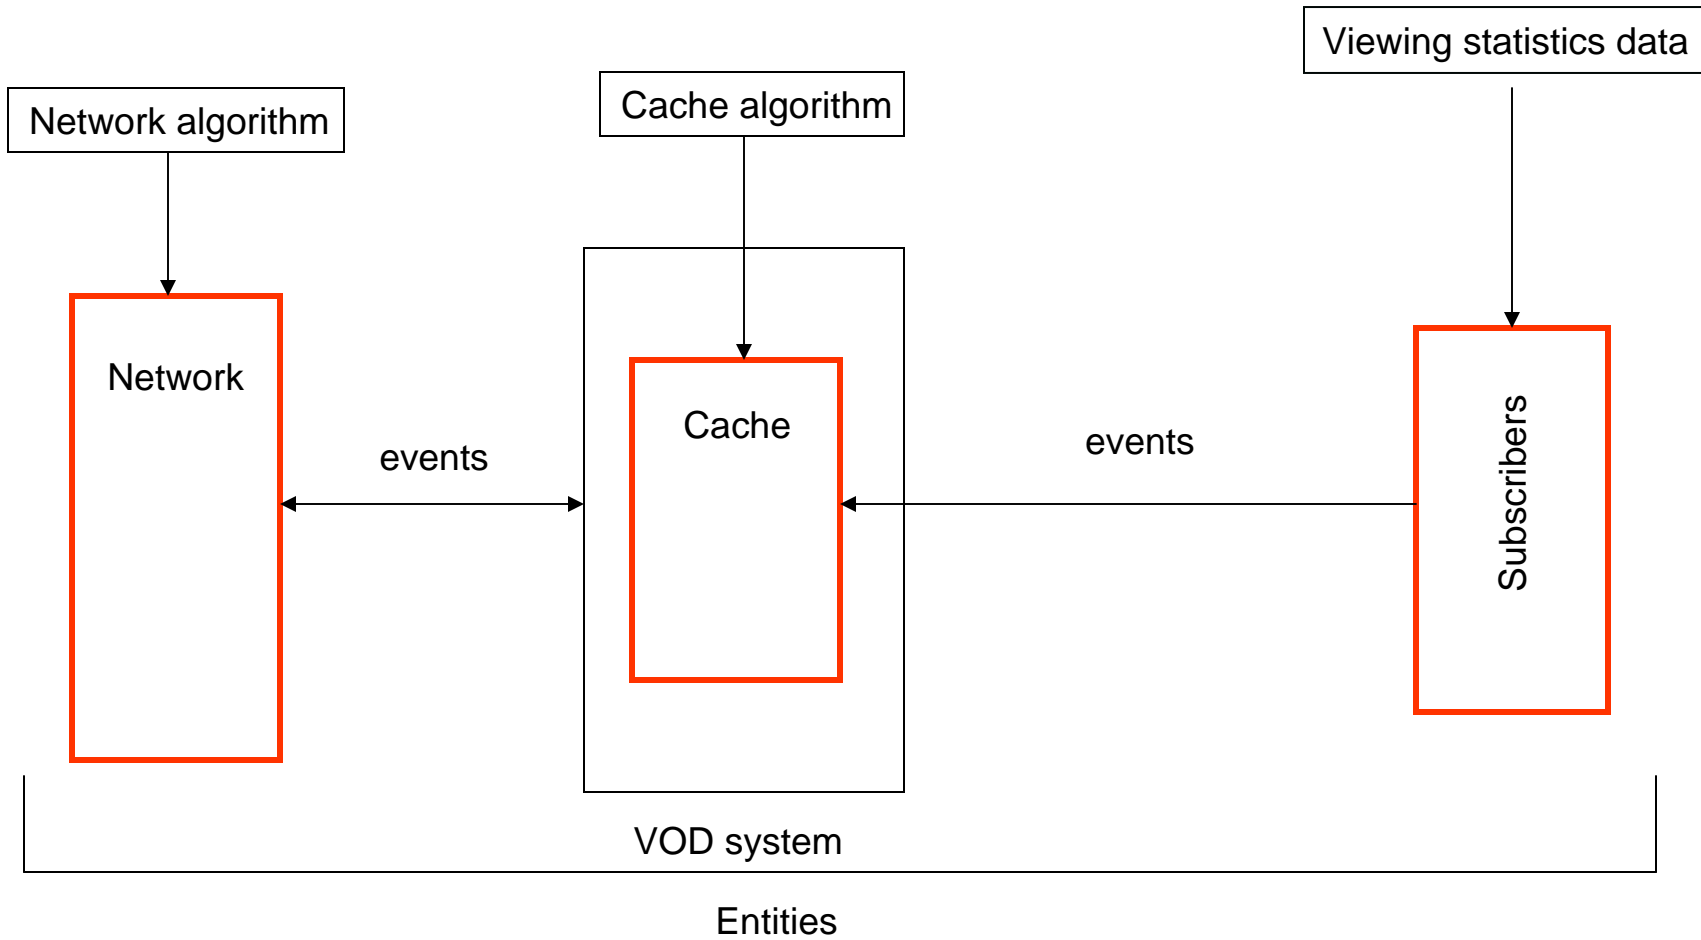 Viewing statistics data
Network algorithm
Cache algorithm
Network
Cache
events
events
Subscribers
VOD system
Entities